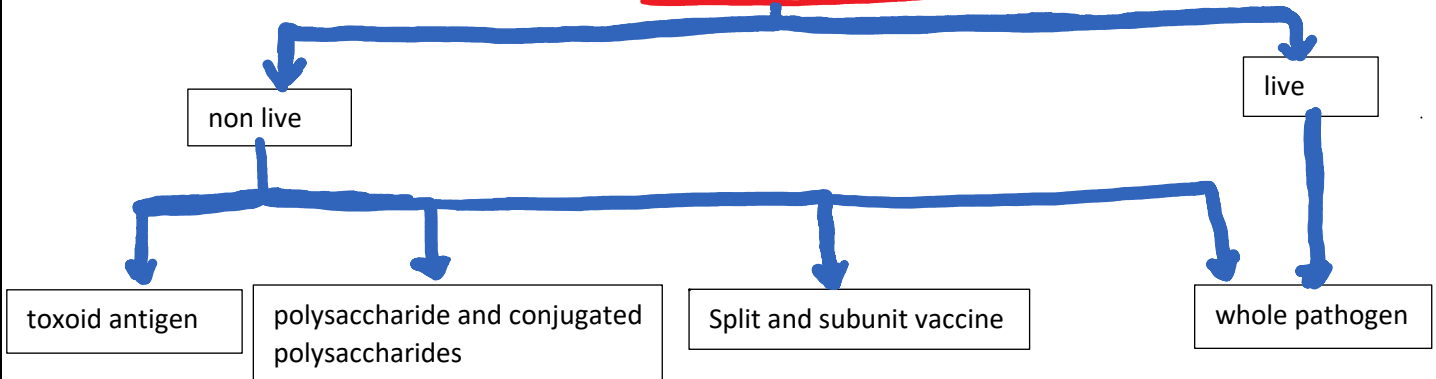 non live
live
toxoid antigen
polysaccharide and conjugated
polysaccharides
Split and subunit vaccine
whole pathogen